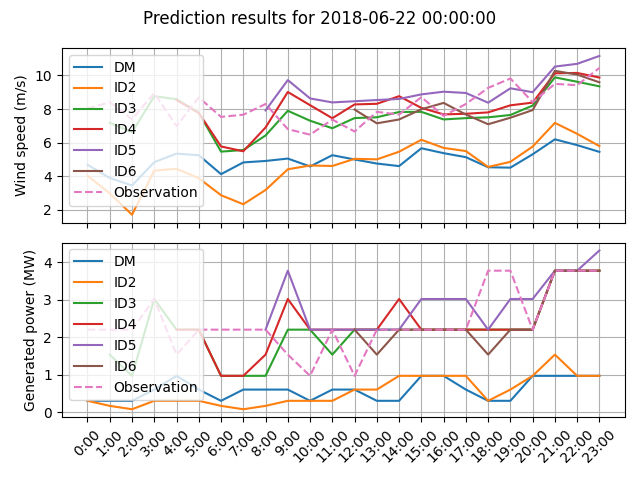 Prediction results for 2018-06-22 00:00:00
Wind speed (m/s)
10
8
6
4
2
DM
ID2
ID3
ID4
ID5
ID6
Observation
Generated power (MW)
4
3
2
1
0
DM
ID2
ID3
ID4
ID5
ID6
Observation
0:00 1:00 2:00 3:00 4:00 5:00 6:00 7:00 8:00 9:00 10:00 11:00 12:00 13:00 14:00 15:00 16:00 17:00 18:00 19:00 20:00 21:00 22:00 23:00